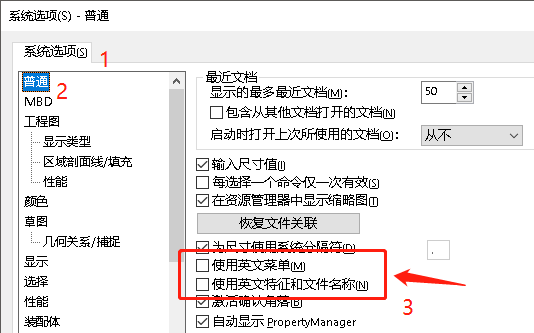 系统选项(S) - 普通
系统选项(S)
1
普通
2
MBD
工程图
显示类型
区域剖面线/填充
性能
颜色
草图
几何关系/捕捉
显示
选择
性能
装配体
最近文档
显示的最多最近文档(M):
50
包含从其他文档打开的文档(N)
启动时打开上次所使用的文档(O):
从不
输入尺寸值(I)
每选择一个命令仅一次有效(S)
在资源管理器中显示缩略图(T)
恢复文件关联
为尺寸使用系统分隔符(D)
.
使用英文菜单(M)
使用英文特征和文件名称(N)
3
激活确认角落(B)
自动显示 PropertyManager